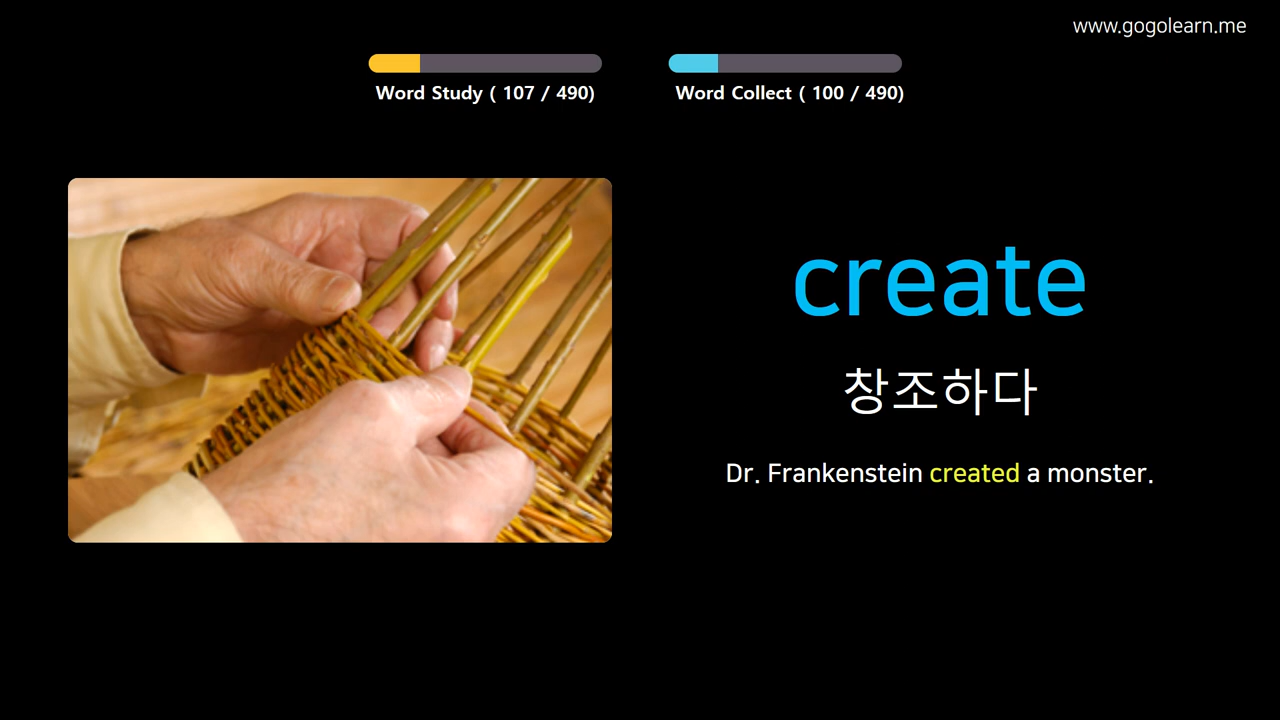 www.gogolearn.me
Word Study ( 107 / 490)
Word Collect ( 100 / 490)
create
창조하다
Dr. Frankenstein created a monster.